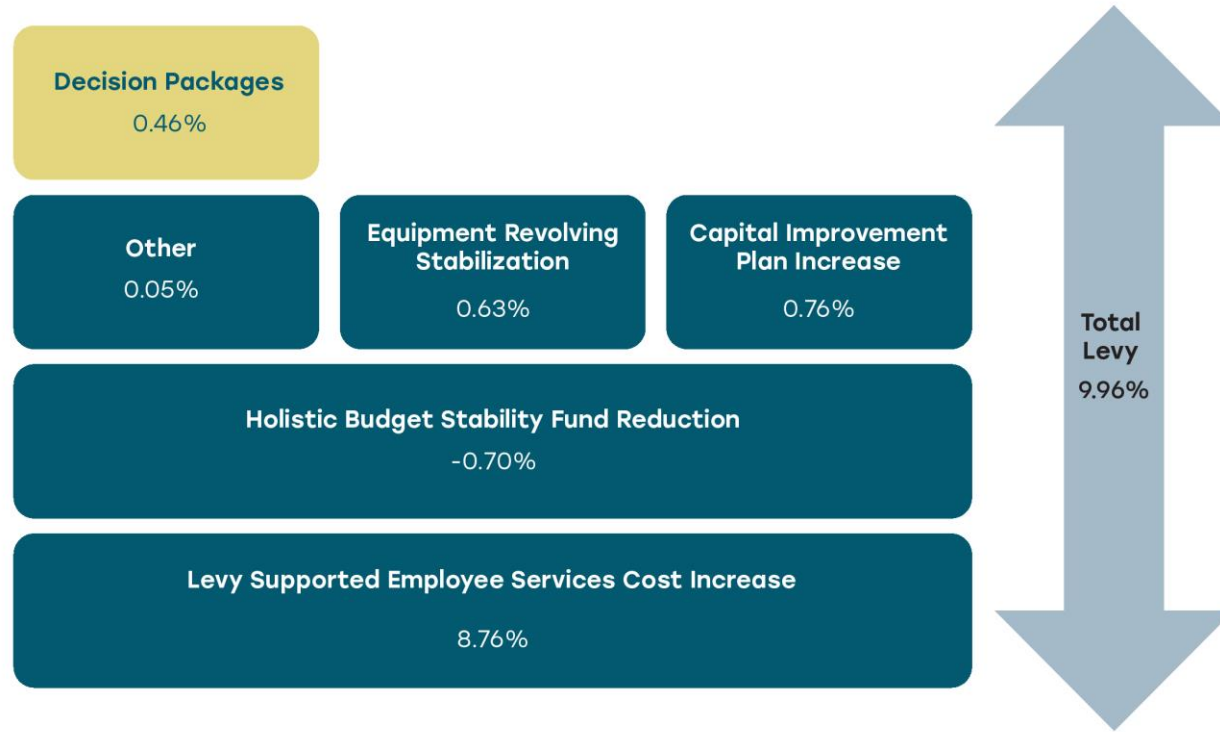 Decision Packages
0.46%
Other
0.05%
Equipment Revolving
Stabilization
0.63%
Capital Improvement
Plan Increase
0.76%
Holistic Budget Stability Fund Reduction
-0.70%
Levy Supported Employee Services Cost Increase
8.76%
Total
Levy
9.96%